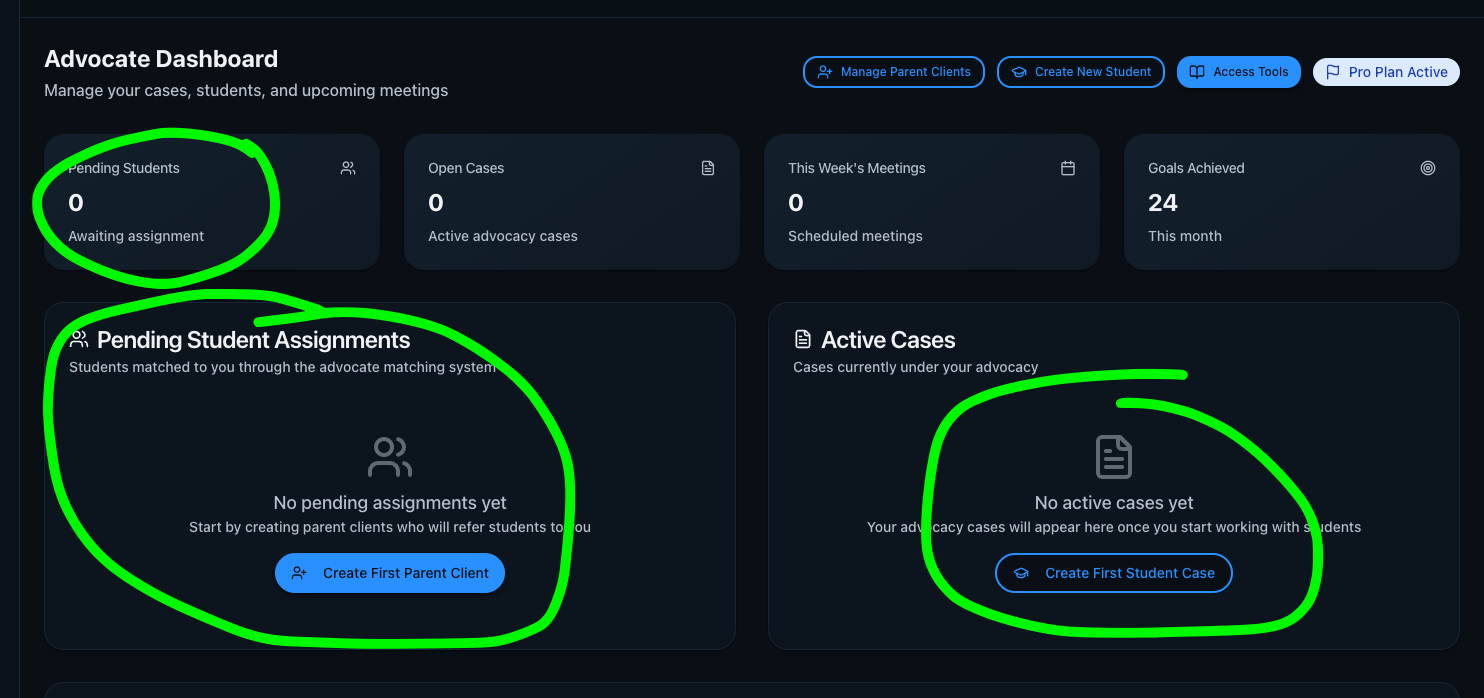 Advocate Dashboard
Manage your cases, students, and upcoming meetings
Manage Parent Clients
Create New Student
Access Tools
Pro Plan Active
Pending Students
0
Awaiting assignment
Open Cases
0
Active advocacy cases
This Week's Meetings
0
Scheduled meetings
Goals Achieved
24
This month
Pending Student Assignments
Students matched to you through the advocate matching system
No pending assignments yet
Start by creating parent clients who will refer students to you
Create First Parent Client
Active Cases
Cases currently under your advocacy
No active cases yet
Your advocacy cases will appear here once you start working with students
Create First Student Case